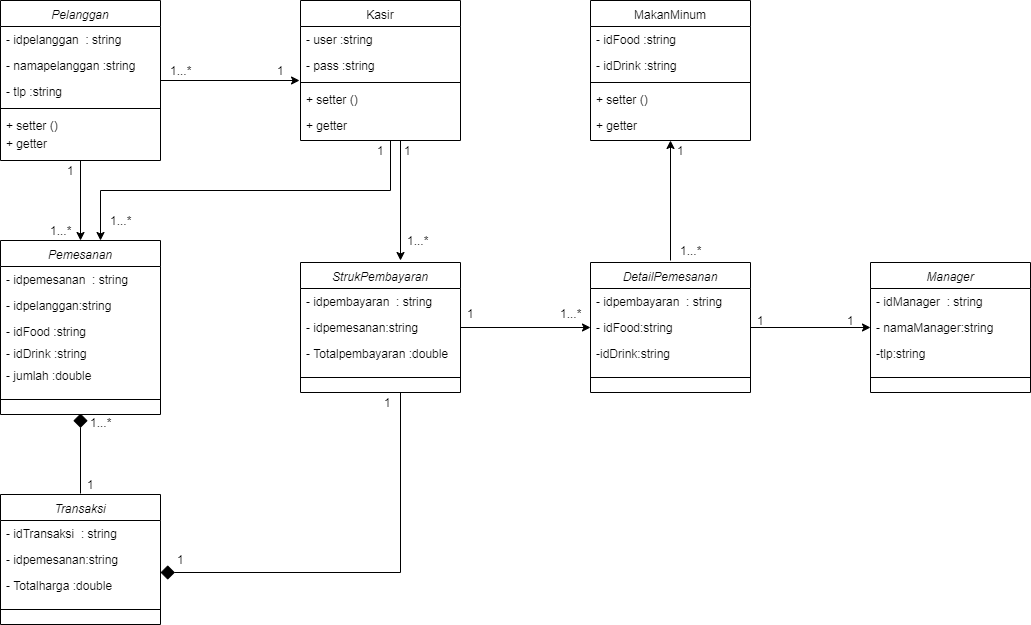 Pelanggan
- idpelanggan : string
- namapelanggan :string
- tlp :string
+ setter ()
+ getter
1...*
1
Kasir
- user :string
- pass :string
+ setter ()
+ getter
MakanMinum
- idFood :string
- idDrink :string
+ setter ()
+ getter
1
1...*
1
1...*
1
1...*
1
1...*
Pemesanan
- idpemesanan : string
- idpelanggan:string
- idFood :string
- idDrink :string
- jumlah :double
StrukPembayaran
- idpembayaran : string
- idpemesanan:string
- Totalpembayaran :double
1
1...*
DetailPemesanan
- idpembayaran : string
- idFood:string
-idDrink:string
1
1
Manager
- idManager : string
- namaManager:string
-tlp:string
1...*
1
1
1
Transaksi
- idTransaksi : string
- idpemesanan:string
- Totalharga :double